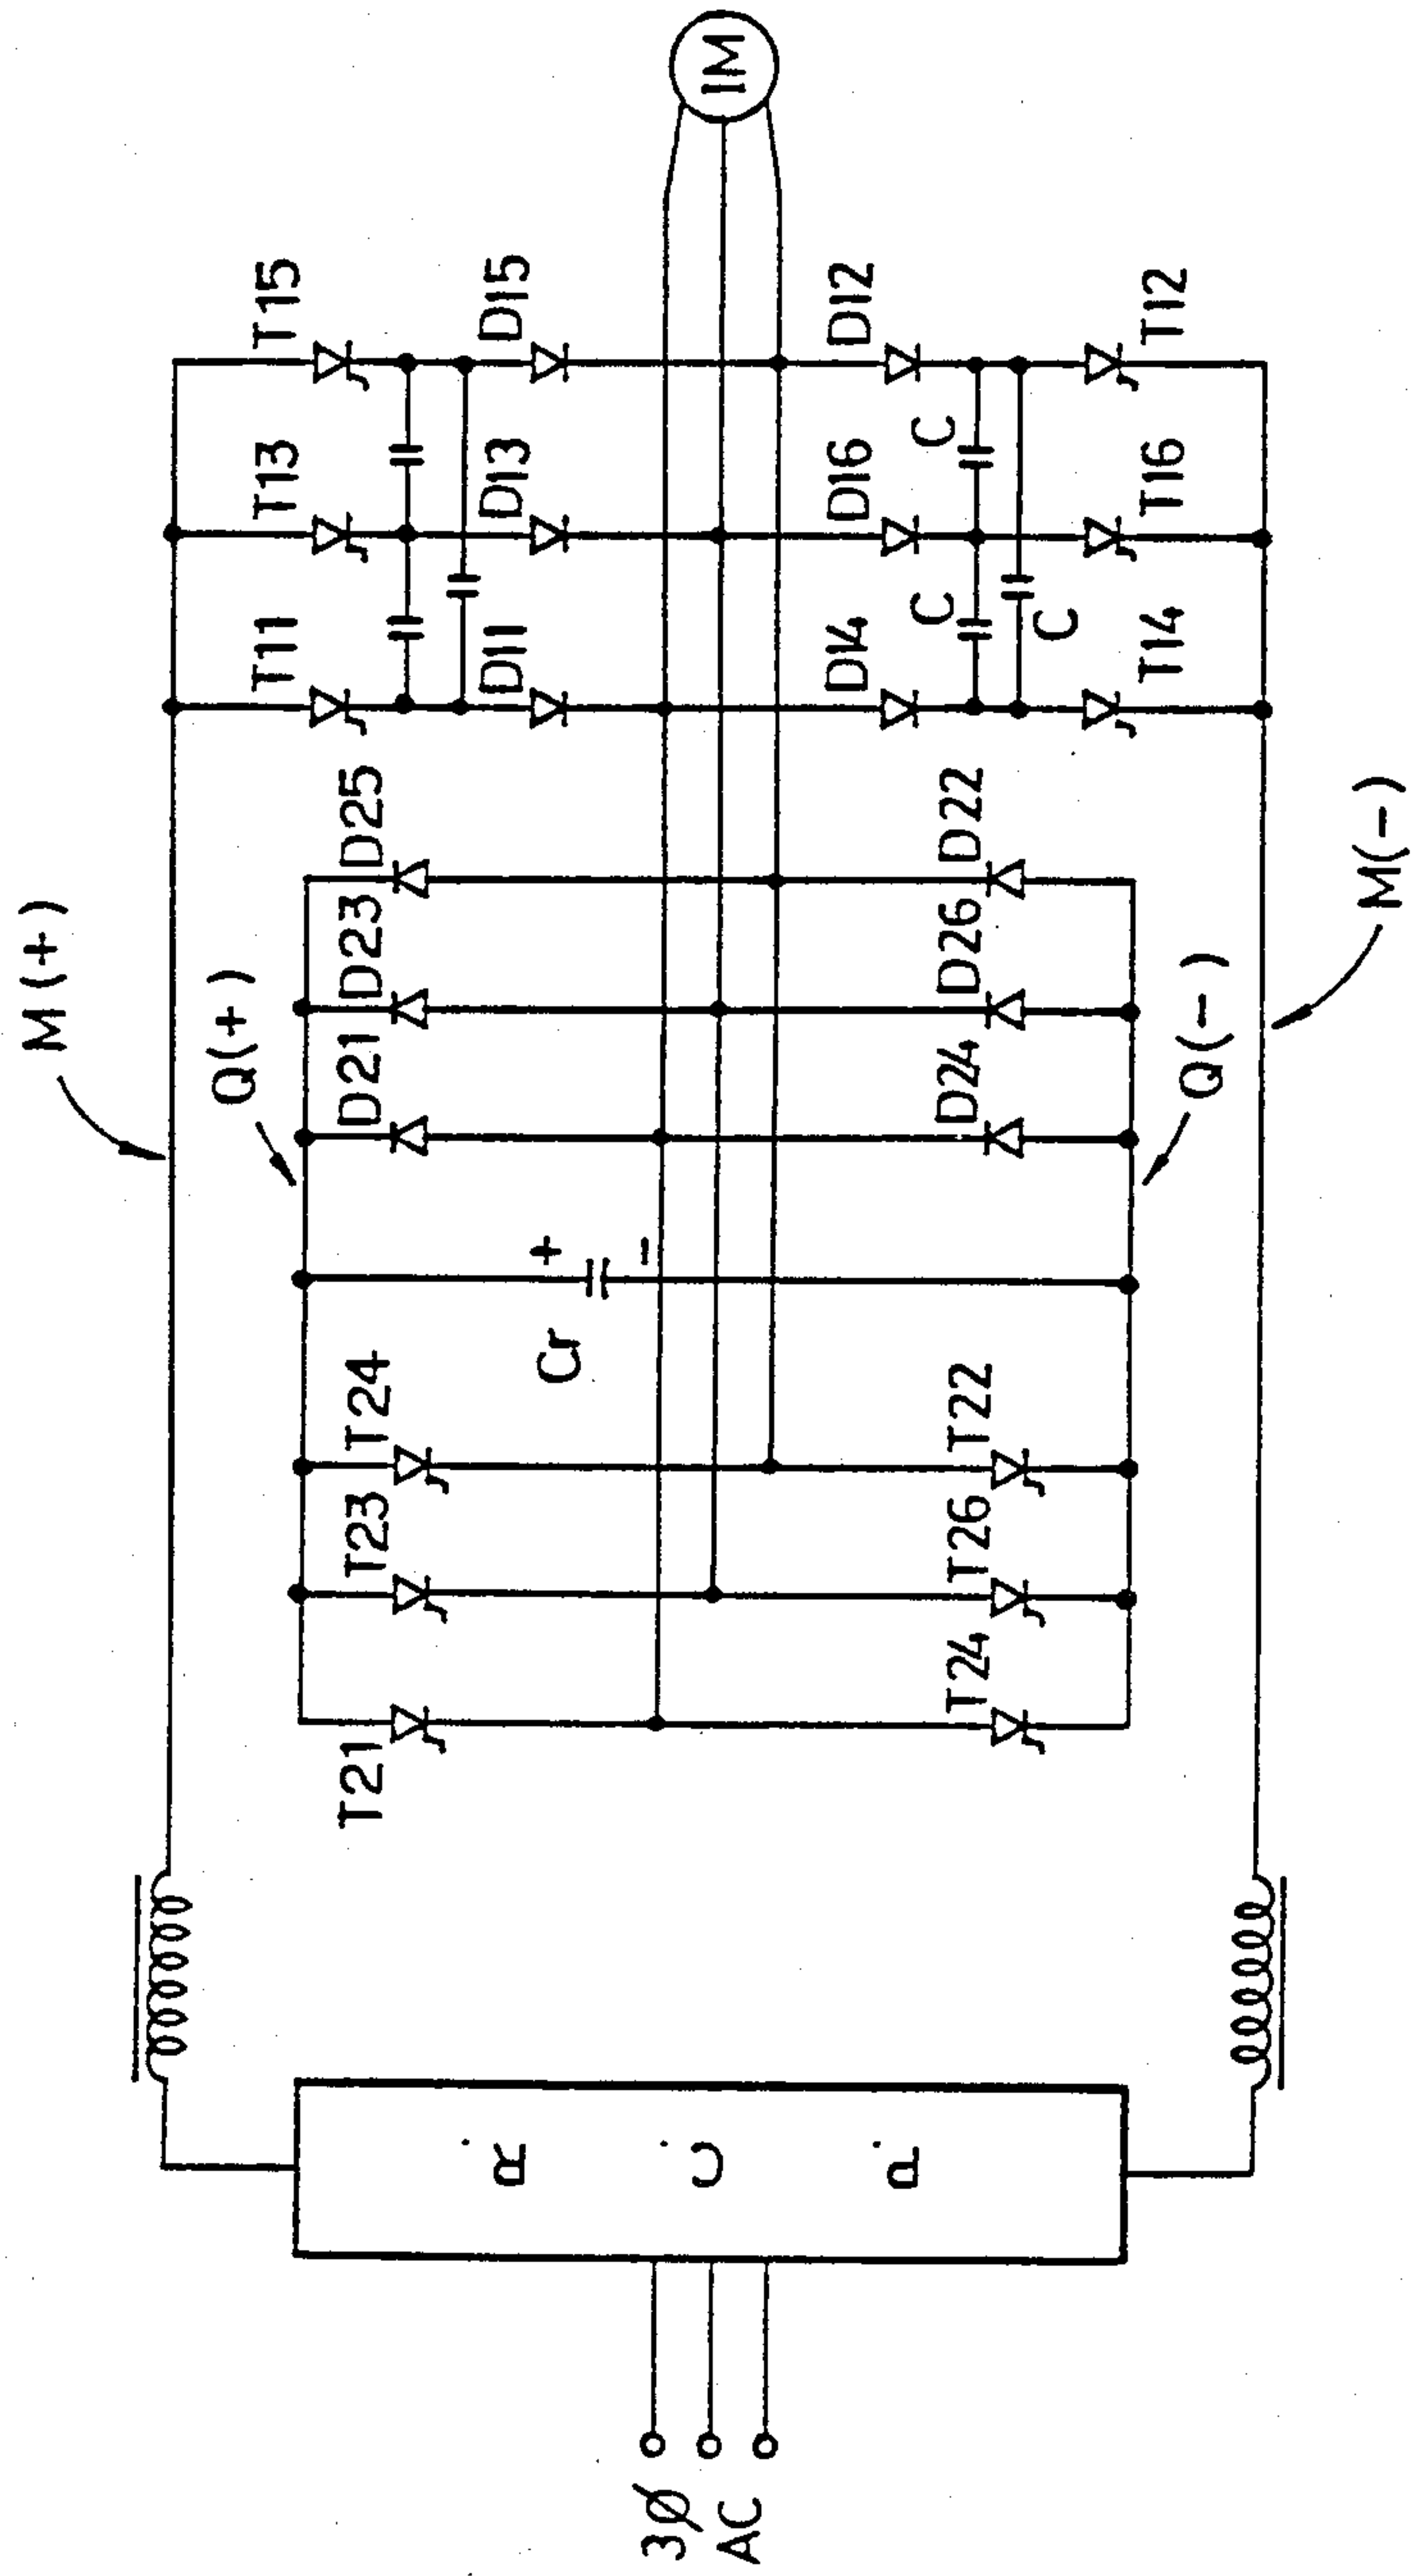 M (+)
Q(+)
T11
T13
T15
T21
T23
T24
D21
D23
D25
D11
D13
D15
Cr
+
-
3Ø
AC
P. C. R.
IM
D14
D16
D12
C
C
C
T24
T26
T22
D24
D26
D22
T14
T16
T12
Q(-)
M(-)